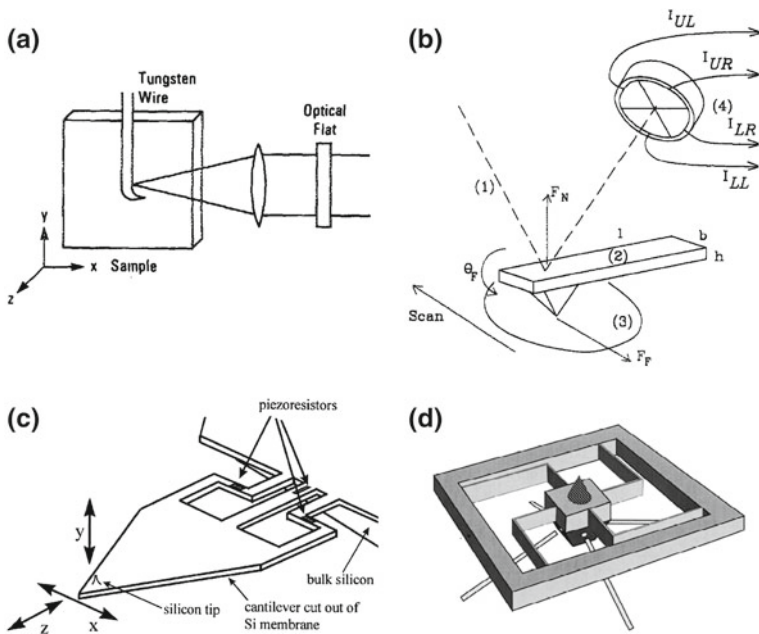 (a)
Tungsten
Wire
Optical
Flat
Y
x
z
Sample
(b)
I_UL
I_UR
(4)
I_LR
I_LL
(1)
F_N
l
b
(2)
h
θ_F
Scan
(3)
F_F
(c)
piezoresistors
y
bulk silicon
z
x
silicon tip
cantilever cut out of
Si membrane
(d)